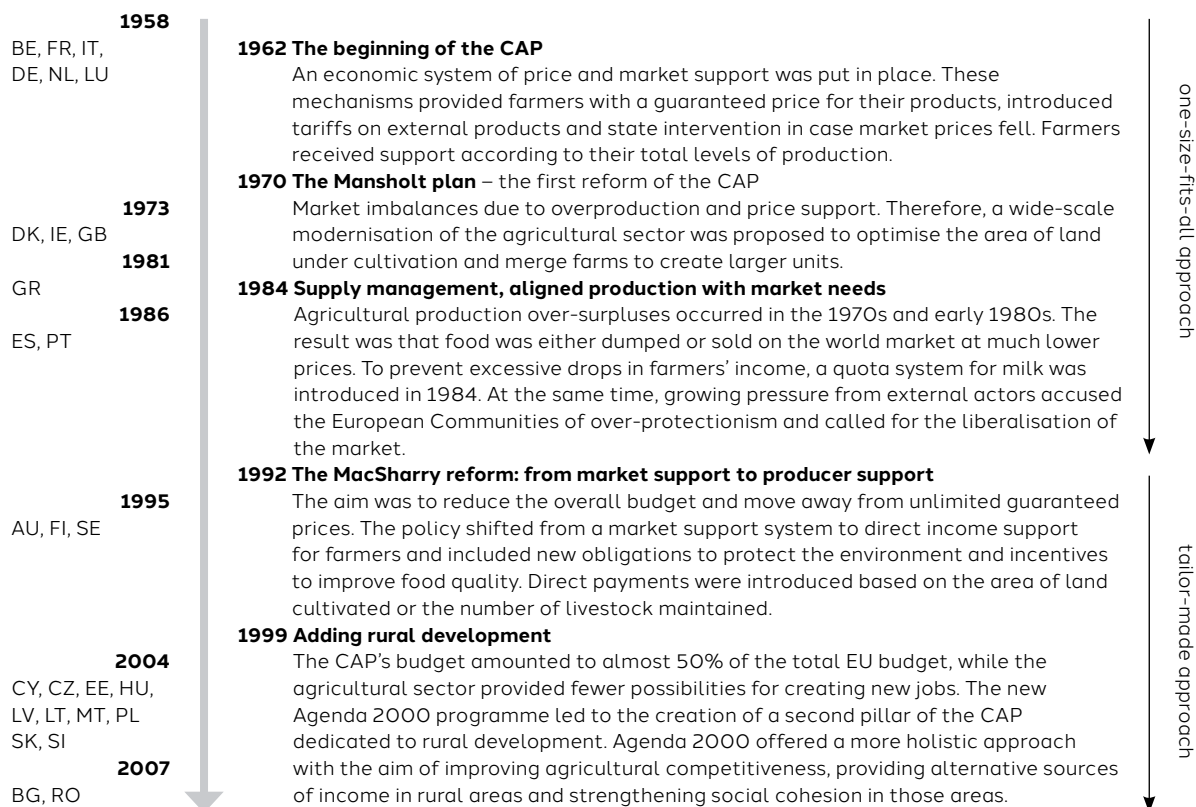 1958
BE, FR, IT,
DE, NL, LU
1962 The beginning of the CAP
An economic system of price and market support was put in place. These
mechanisms provided farmers with a guaranteed price for their products, introduced
tariffs on external products and state intervention in case market prices fell. Farmers
received support according to their total levels of production.
1970 The Mansholt plan – the first reform of the CAP
1973
DK, IE, GB
Market imbalances due to overproduction and price support. Therefore, a wide-scale
modernisation of the agricultural sector was proposed to optimise the area of land
under cultivation and merge farms to create larger units.
1981
GR
1984 Supply management, aligned production with market needs
1986
ES, PT
Agricultural production over-surpluses occurred in the 1970s and early 1980s. The
result was that food was either dumped or sold on the world market at much lower
prices. To prevent excessive drops in farmers’ income, a quota system for milk was
introduced in 1984. At the same time, growing pressure from external actors accused
the European Communities of over-protectionism and called for the liberalisation of
the market.
1992 The MacSharry reform: from market support to producer support
1995
AU, FI, SE
The aim was to reduce the overall budget and move away from unlimited guaranteed
prices. The policy shifted from a market support system to direct income support
for farmers and included new obligations to protect the environment and incentives
to improve food quality. Direct payments were introduced based on the area of land
cultivated or the number of livestock maintained.
1999 Adding rural development
2004
CY, CZ, EE, HU,
LV, LT, MT, PL
SK, SI
2007
BG, RO
The CAP’s budget amounted to almost 50% of the total EU budget, while the
agricultural sector provided fewer possibilities for creating new jobs. The new
Agenda 2000 programme led to the creation of a second pillar of the CAP
dedicated to rural development. Agenda 2000 offered a more holistic approach
with the aim of improving agricultural competitiveness, providing alternative sources
of income in rural areas and strengthening social cohesion in those areas.
one-size-fits-all approach
tailor-made approach